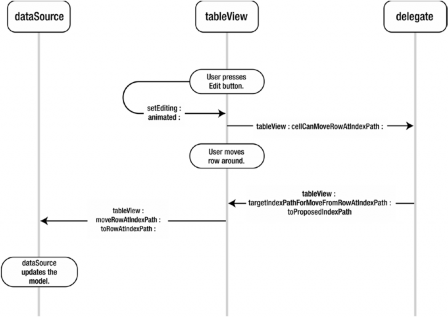 dataSource
tableView
delegate
User presses
Edit button.
setEditing :
animated :
tableView : cellCanMoveRowAtIndexPath :
User moves
row around.
tableView :
targetIndexPathForMoveFromRowAtIndexPath :
toProposedIndexPath
tableView :
moveRowAtIndexPath :
toRowAtIndexPath :
dataSource
updates the
model.